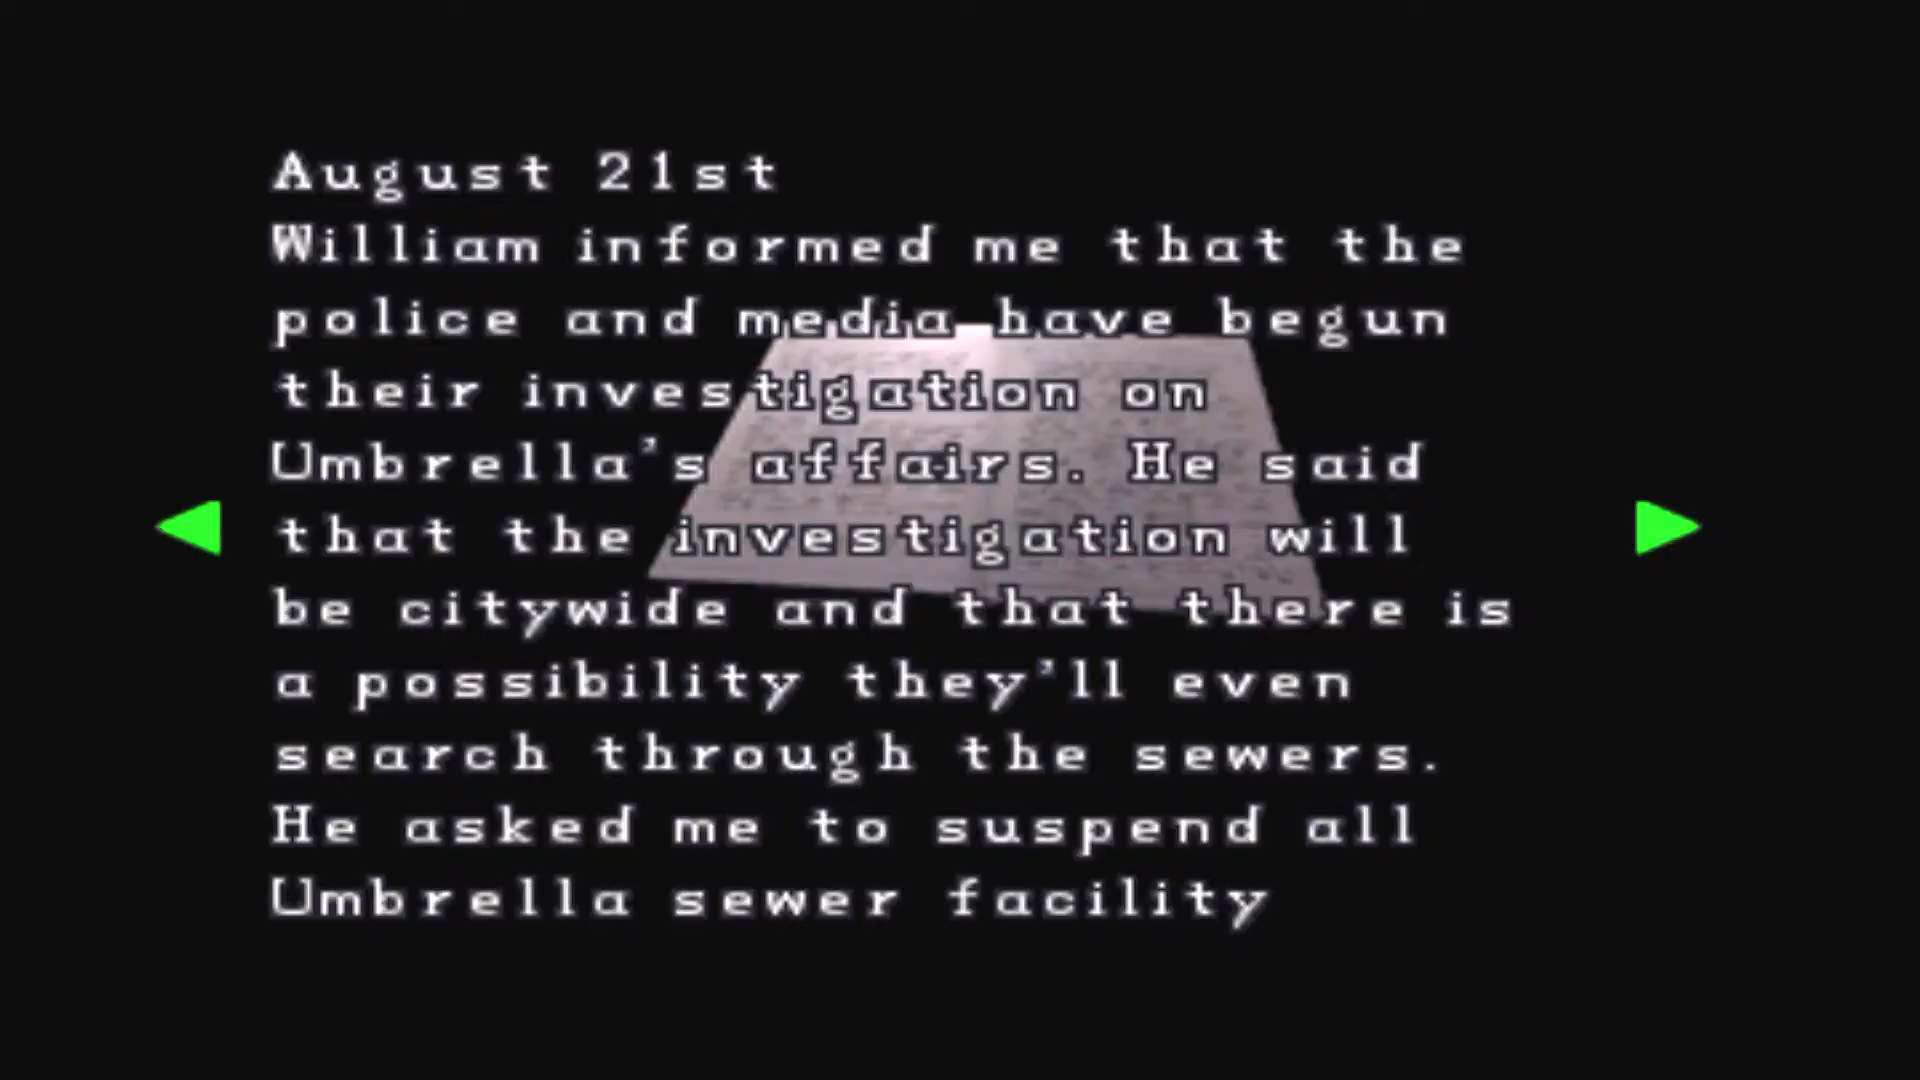 August 21st
William informed me that the
police and media have begun
their investigation on
Umbrella's affairs. He said
that the investigation will
be citywide and that there is
a possibility they'll even
search through the sewers.
He asked me to suspend all
Umbrella sewer facility